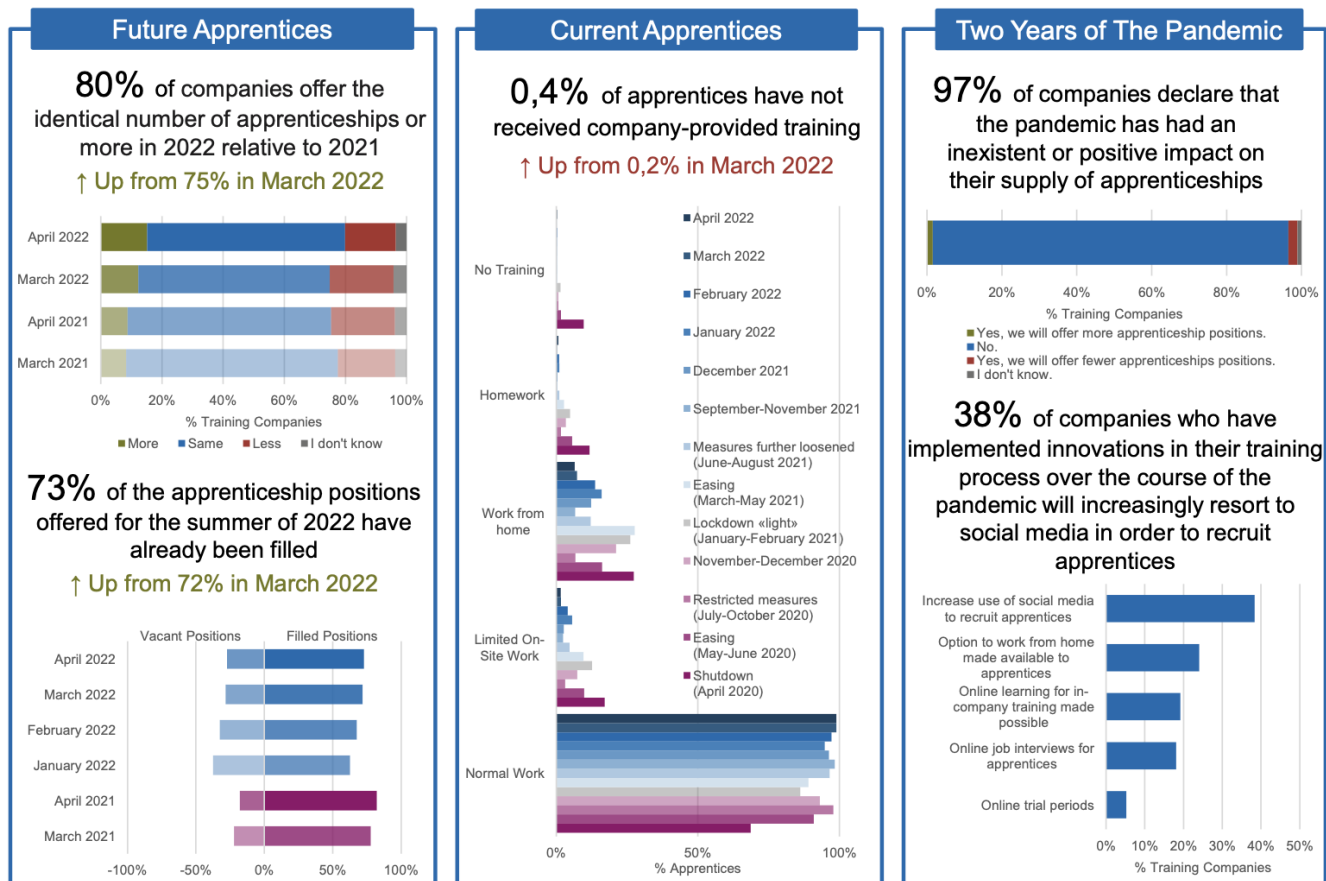 Future Apprentices
80% of companies offer the
identical number of apprenticeships or
more in 2022 relative to 2021
↑ Up from 75% in March 2022
April 2022
March 2022
April 2021
March 2021
0% 20% 40% 60% 80% 100%
% Training Companies
More Same Less I don't know
73% of the apprenticeship positions
offered for the summer of 2022 have
already been filled
↑ Up from 72% in March 2022
Vacant Positions Filled Positions
April 2022
March 2022
February 2022
January 2022
April 2021
March 2021
-100% -50% 0% 50% 100%
Current Apprentices
0,4% of apprentices have not
received company-provided training
↑ Up from 0,2% in March 2022
No Training
Homework
Work from
home
Limited On-
Site Work
Normal Work
April 2022
March 2022
February 2022
January 2022
December 2021
September-November 2021
Measures further loosened
(June-August 2021)
Easing
(March-May 2021)
Lockdown «light»
(January-February 2021)
November-December 2020
Restricted measures
(July-October 2020)
Easing
(May-June 2020)
Shutdown
(April 2020)
0% 50% 100%
% Apprentices
Two Years of The Pandemic
97% of companies declare that
the pandemic has had an
inexistent or positive impact on
their supply of apprenticeships
0% 20% 40% 60% 80% 100%
% Training Companies
Yes, we will offer more apprenticeship positions.
No.
Yes, we will offer fewer apprenticeships positions.
I don't know.
38% of companies who have
implemented innovations in their training
process over the course of the
pandemic will increasingly resort to
social media in order to recruit
apprentices
Increase use of social media
to recruit apprentices
Option to work from home
made available to
apprentices
Online learning for in-
company training made
possible
Online job interviews for
apprentices
Online trial periods
0% 10% 20% 30% 40% 50%
% Training Companies